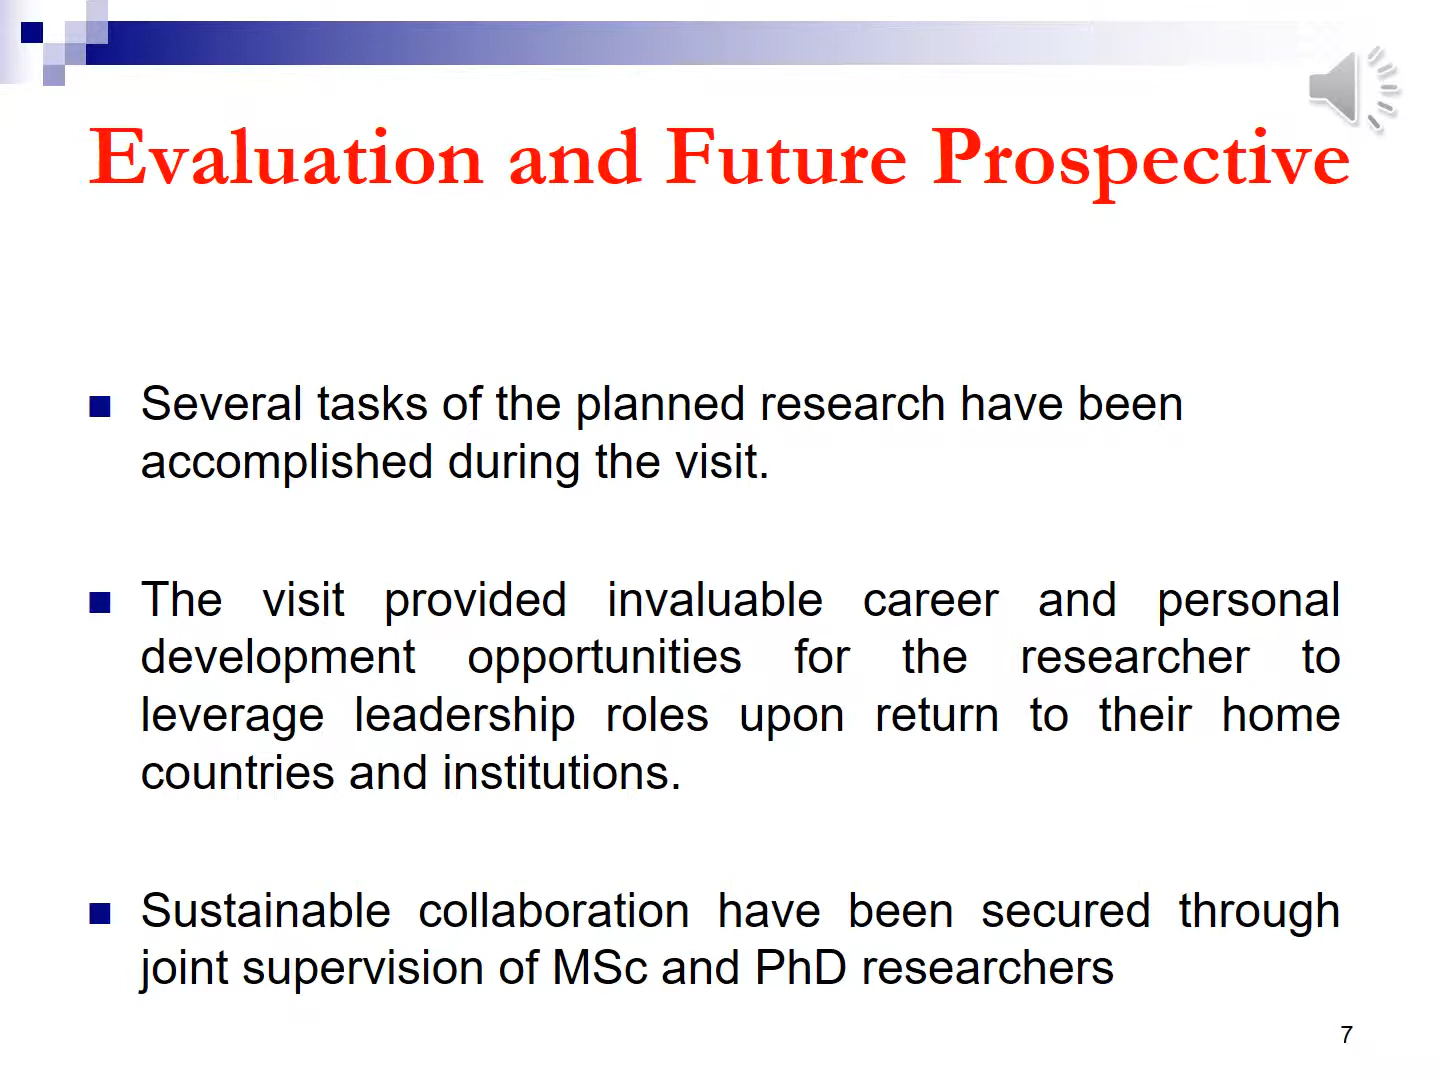 Evaluation and Future Prospective
Several tasks of the planned research have been
accomplished during the visit.
The visit provided invaluable career and personal
development opportunities for the researcher to
leverage leadership roles upon return to their home
countries and institutions.
Sustainable collaboration have been secured through
joint supervision of MSc and PhD researchers
7